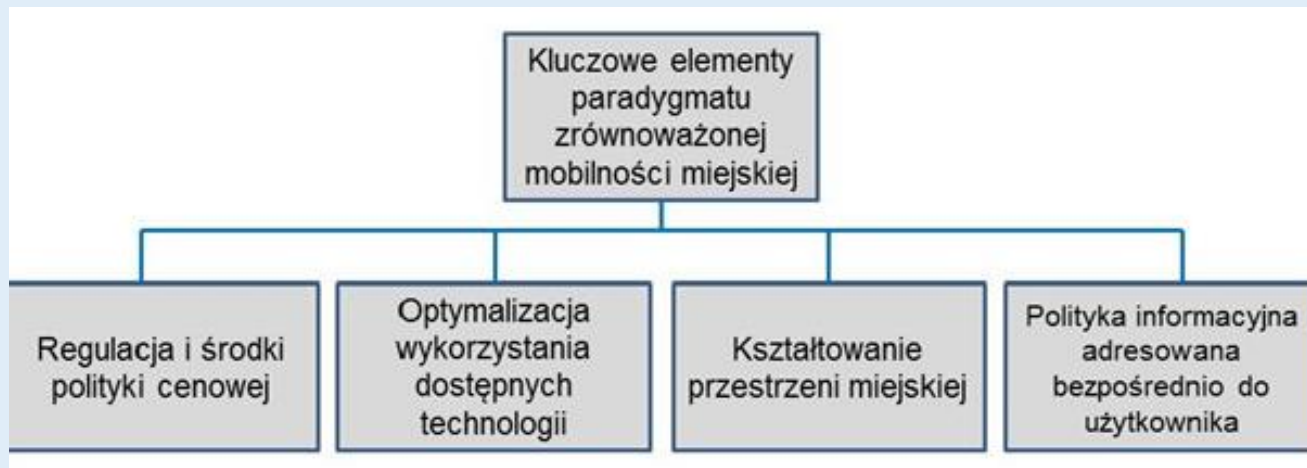 Kluczowe elementy
paradygmatu
zrównoważonej
mobilności miejskiej
Regulacja i środki
polityki cenowej
Optymalizacja
wykorzystania
dostępnych
technologii
Kształtowanie
przestrzeni miejskiej
Polityka informacyjna
adresowana
bezpośrednio do
użytkownika